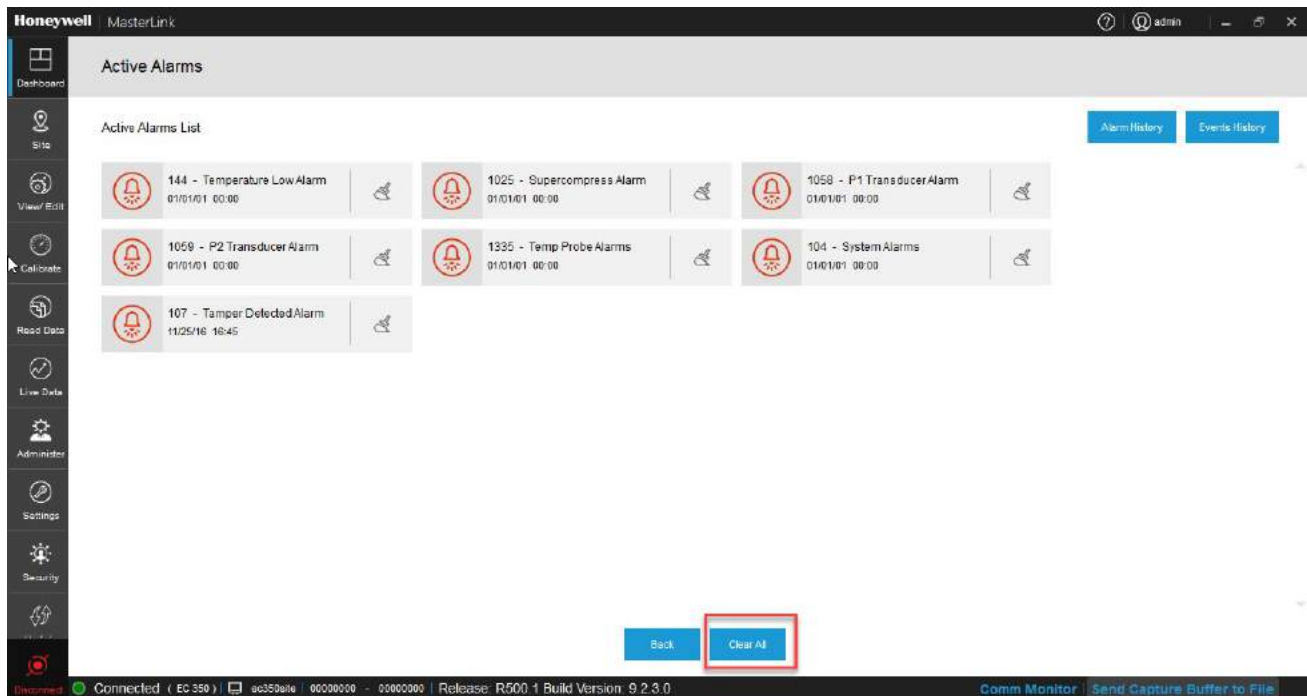 Honeywell | MasterLink
admin
Dashboard
Active Alarms
Site
Active Alarms List
Alarm History
Events History
View/ Edit
144 - Temperature Low Alarm
01/01/01 00:00
1025 - Supercompress Alarm
01/01/01 00:00
1058 - P1 Transducer Alarm
01/01/01 00:00
Calibrate
1059 - P2 Transducer Alarm
01/01/01 00:00
1335 - Temp Probe Alarms
01/01/01 00:00
104 - System Alarms
01/01/01 00:00
Read Data
107 - Tamper Detected Alarm
11/25/16 16:45
Live Data
Administer
Settings
Security
Back
Clear All
Disconnect
Connected ( EC 350 ) | ec350site | 00000000 - 00000000 | Release: R500.1 Build Version: 9.2.3.0
Comm Monitor | Send Capture Buffer to File